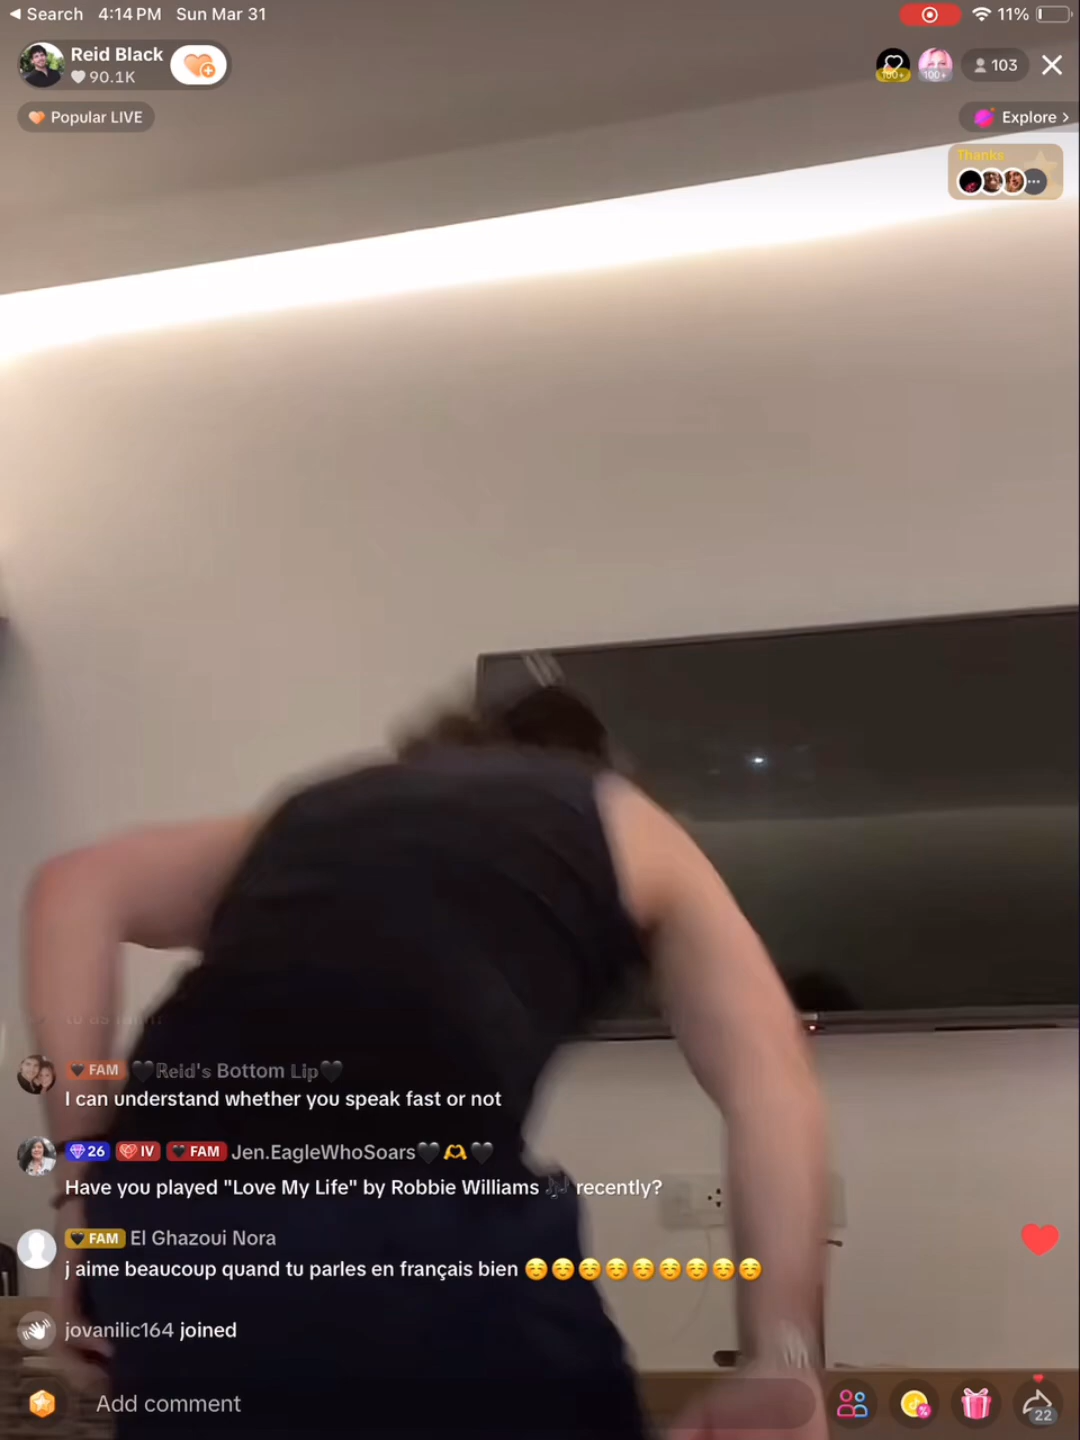 Search 4:14 PM Sun Mar 31 11%
Reid Black
90.1K
100+ 100+ 103
Popular LIVE
Explore >
Thanks
FAM Reid's Bottom Lip
I can understand whether you speak fast or not
26 IV FAM Jen.EagleWhoSoars
Have you played "Love My Life" by Robbie Williams 🎶 recently?
FAM El Ghazoui Nora
j aime beaucoup quand tu parles en français bien ☺️☺️☺️☺️☺️☺️☺️☺️☺️
jovanilic164 joined
Add comment
22